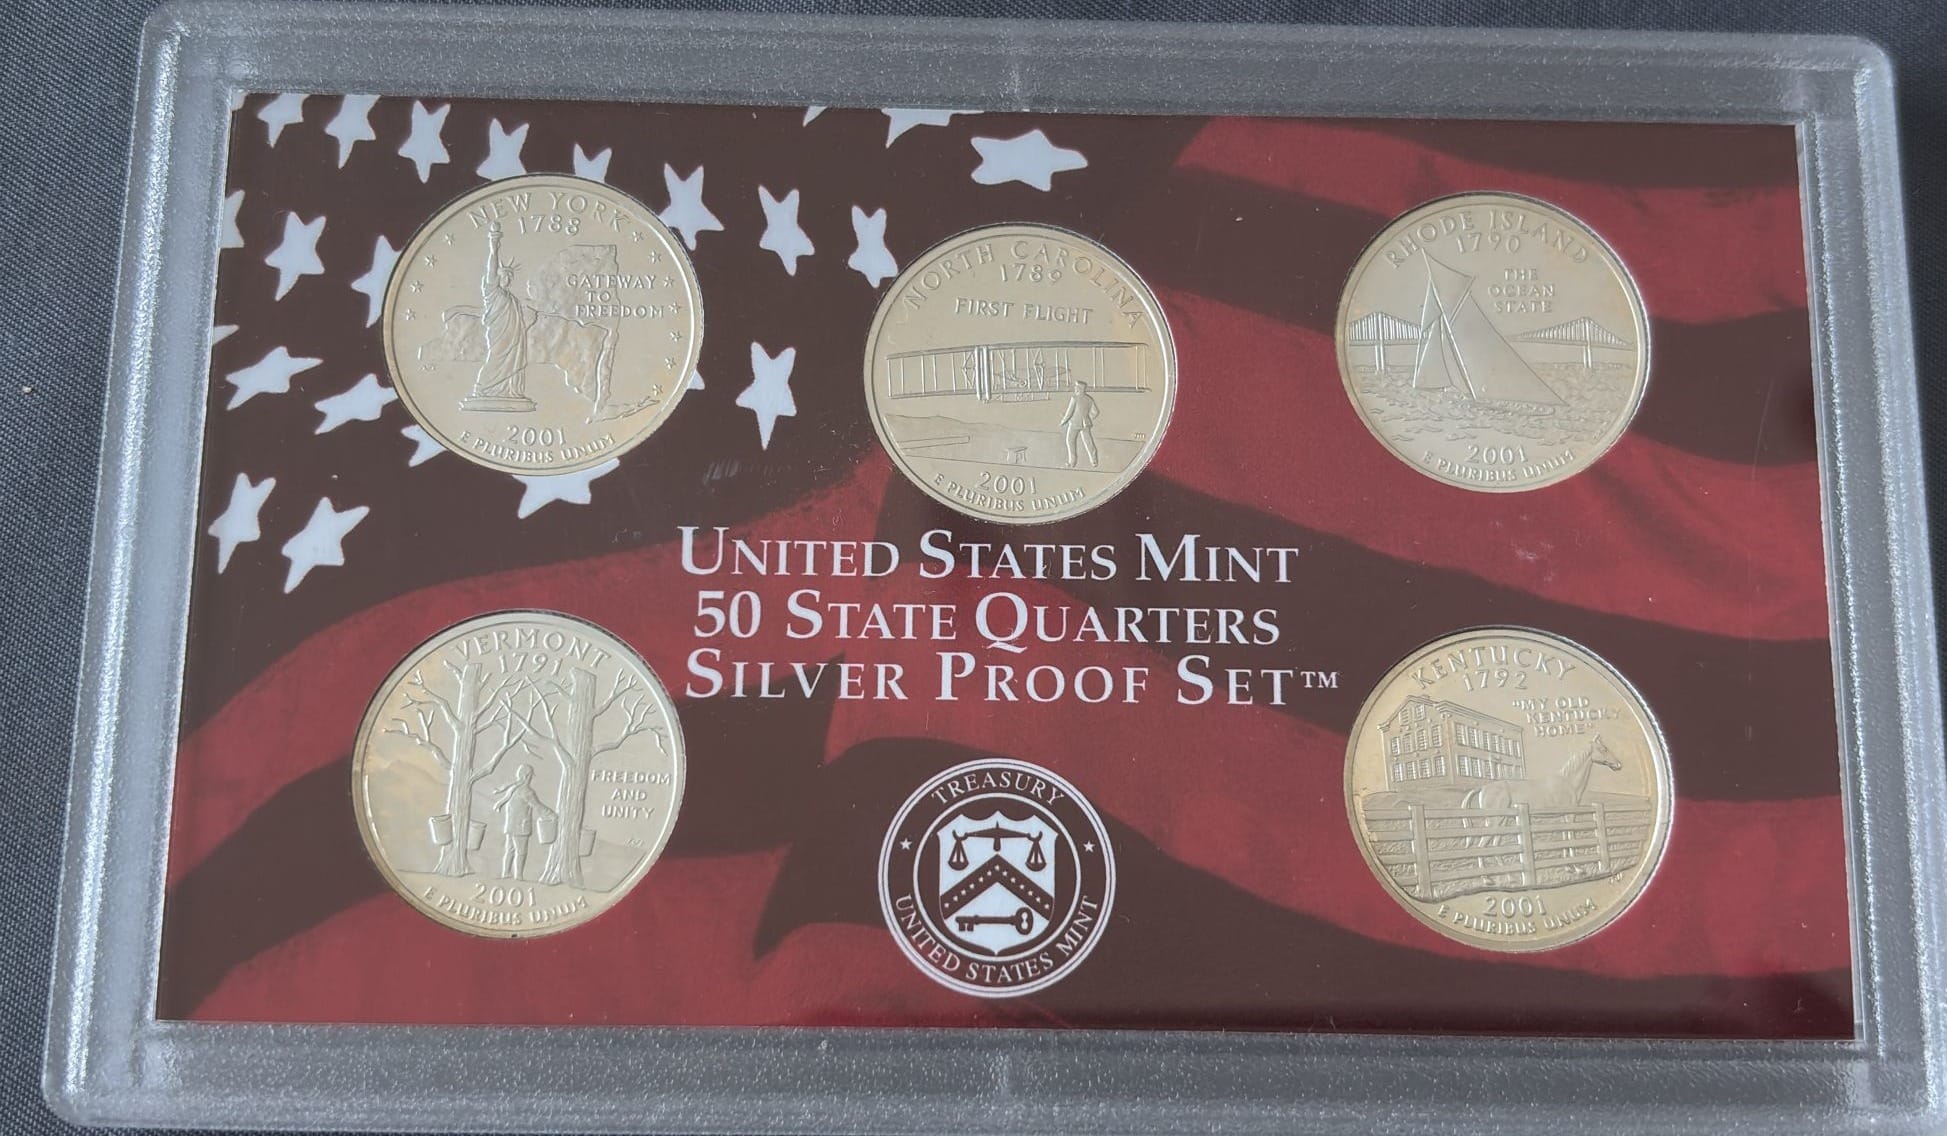 NEW YORK
1788
GATEWAY
TO
FREEDOM
2001
E PLURIBUS UNUM
NORTH CAROLINA
1789
FIRST FLIGHT
2001
E PLURIBUS UNUM
RHODE ISLAND
1790
THE
OCEAN
STATE
2001
E PLURIBUS UNUM
UNITED STATES MINT
50 STATE QUARTERS
SILVER PROOF SET™
VERMONT
1791
FREEDOM
AND
UNITY
2001
E PLURIBUS UNUM
TREASURY
UNITED STATES MINT
KENTUCKY
1792
"MY OLD
KENTUCKY
HOME"
2001
E PLURIBUS UNUM